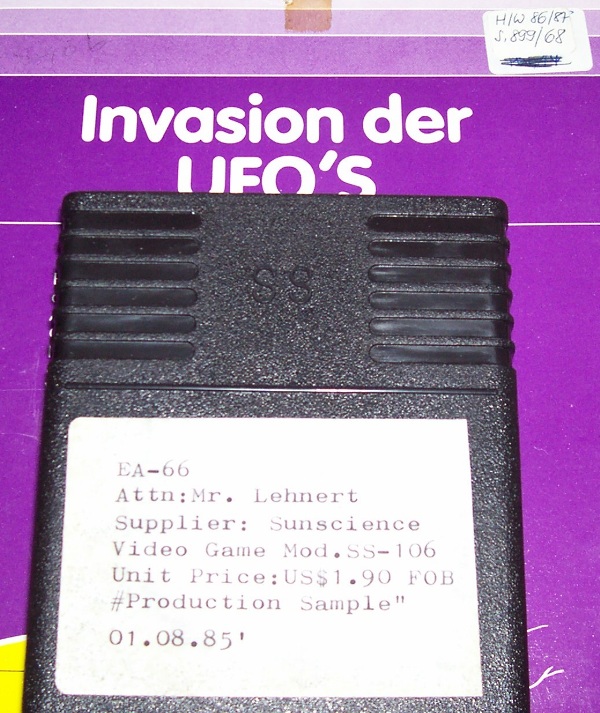 H/W 86/87
S. 899/68
Invasion der
UFO'S
SS
EA-66
Attn:Mr. Lehnert
Supplier: Sunscience
Video Game Mod.SS-106
Unit Price:US$1.90 FOB
#Production Sample"
01.08.85'